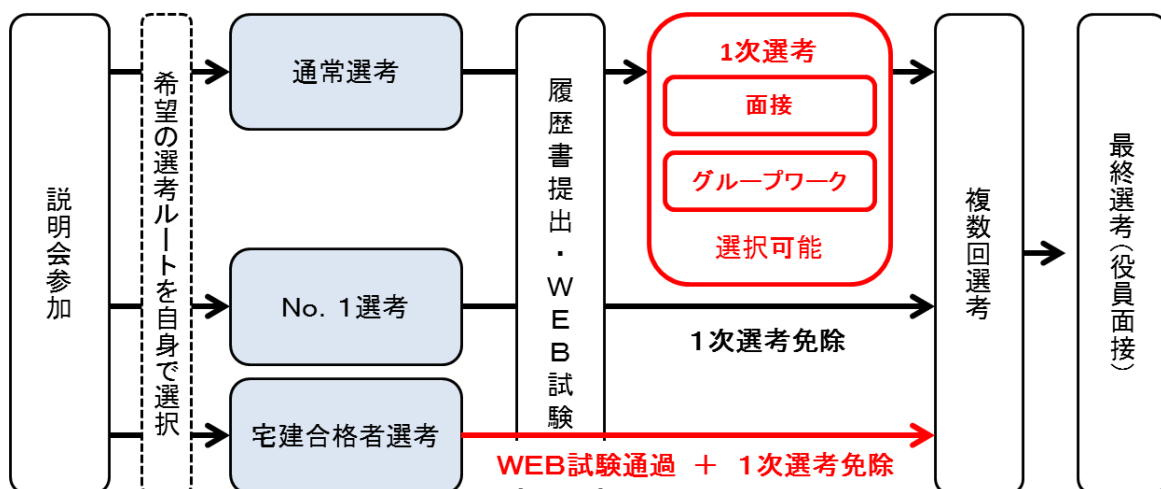 説明会参加
希望の選考ルートを自身で選択
通常選考
No. 1選考
宅建合格者選考
履歴書提出・WEB試験
1次選考
面接
グループワーク
選択可能
1次選考免除
WEB試験通過 + 1次選考免除
複数回選考
最終選考(役員面接)